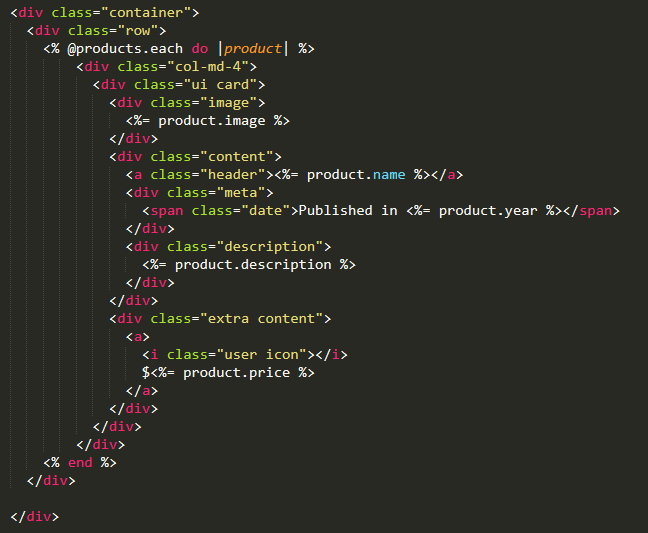 <div class="container">
  <div class="row">
    <% @products.each do |product| %>
        <div class="col-md-4">
          <div class="ui card">
            <div class="image">
              <%= product.image %>
            </div>
            <div class="content">
              <a class="header"><%= product.name %></a>
              <div class="meta">
                <span class="date">Published in <%= product.year %></span>
              </div>
              <div class="description">
                <%= product.description %>
              </div>
            </div>
            <div class="extra content">
              <a>
                <i class="user icon"></i>
                $<%= product.price %>
              </a>
            </div>
          </div>
        </div>
    <% end %>
  </div>

</div>